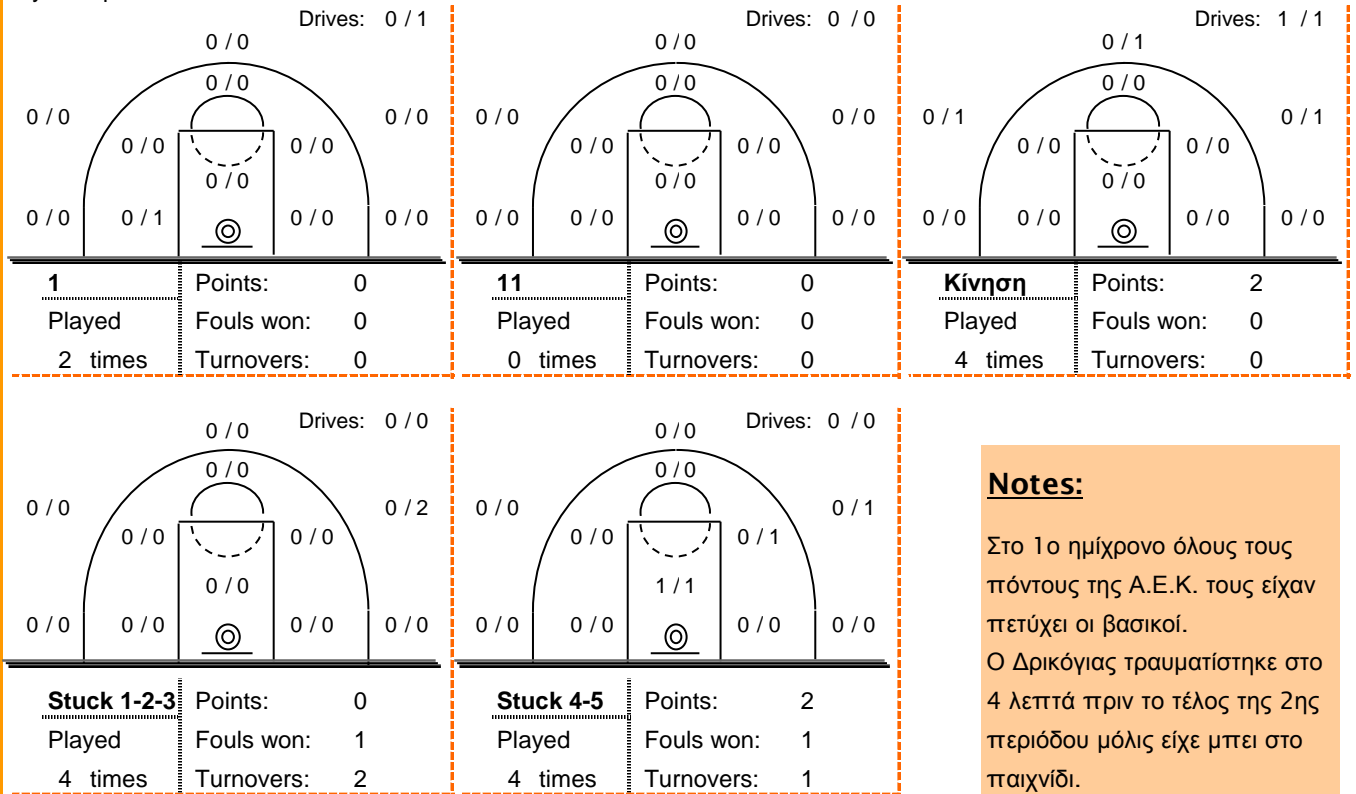 Drives: 0 / 1
0 / 0
0 / 0
0 / 0 0 / 0
0 / 0 0 / 0
0 / 0
0 / 0 0 / 1 0 / 0 0 / 0
1 Points: 0
Played Fouls won: 0
2 times Turnovers: 0
Drives: 0 / 0
0 / 0
0 / 0
0 / 0 0 / 0
0 / 0 0 / 0
0 / 0
0 / 0 0 / 0 0 / 0 0 / 0
11 Points: 0
Played Fouls won: 0
0 times Turnovers: 0
Drives: 1 / 1
0 / 1
0 / 0
0 / 1 0 / 1
0 / 0 0 / 0
0 / 0
0 / 0 0 / 0 0 / 0 0 / 0
Κίνηση Points: 2
Played Fouls won: 0
4 times Turnovers: 0
Drives: 0 / 0
0 / 0
0 / 0
0 / 0 0 / 2
0 / 0 0 / 0
0 / 0
0 / 0 0 / 0 0 / 0 0 / 0
Stuck 1-2-3 Points: 0
Played Fouls won: 1
4 times Turnovers: 2
Drives: 0 / 0
0 / 0
0 / 0
0 / 0 0 / 1
0 / 0 0 / 1
1 / 1
0 / 0 0 / 0 0 / 0 0 / 0
Stuck 4-5 Points: 2
Played Fouls won: 1
4 times Turnovers: 1
Notes:
Στο 1ο ημίχρονο όλους τους
πόντους της Α.Ε.Κ. τους είχαν
πετύχει οι βασικοί.
Ο Δρικόγιας τραυματίστηκε στο
4 λεπτά πριν το τέλος της 2ης
περιόδου μόλις είχε μπει στο
παιχνίδι.